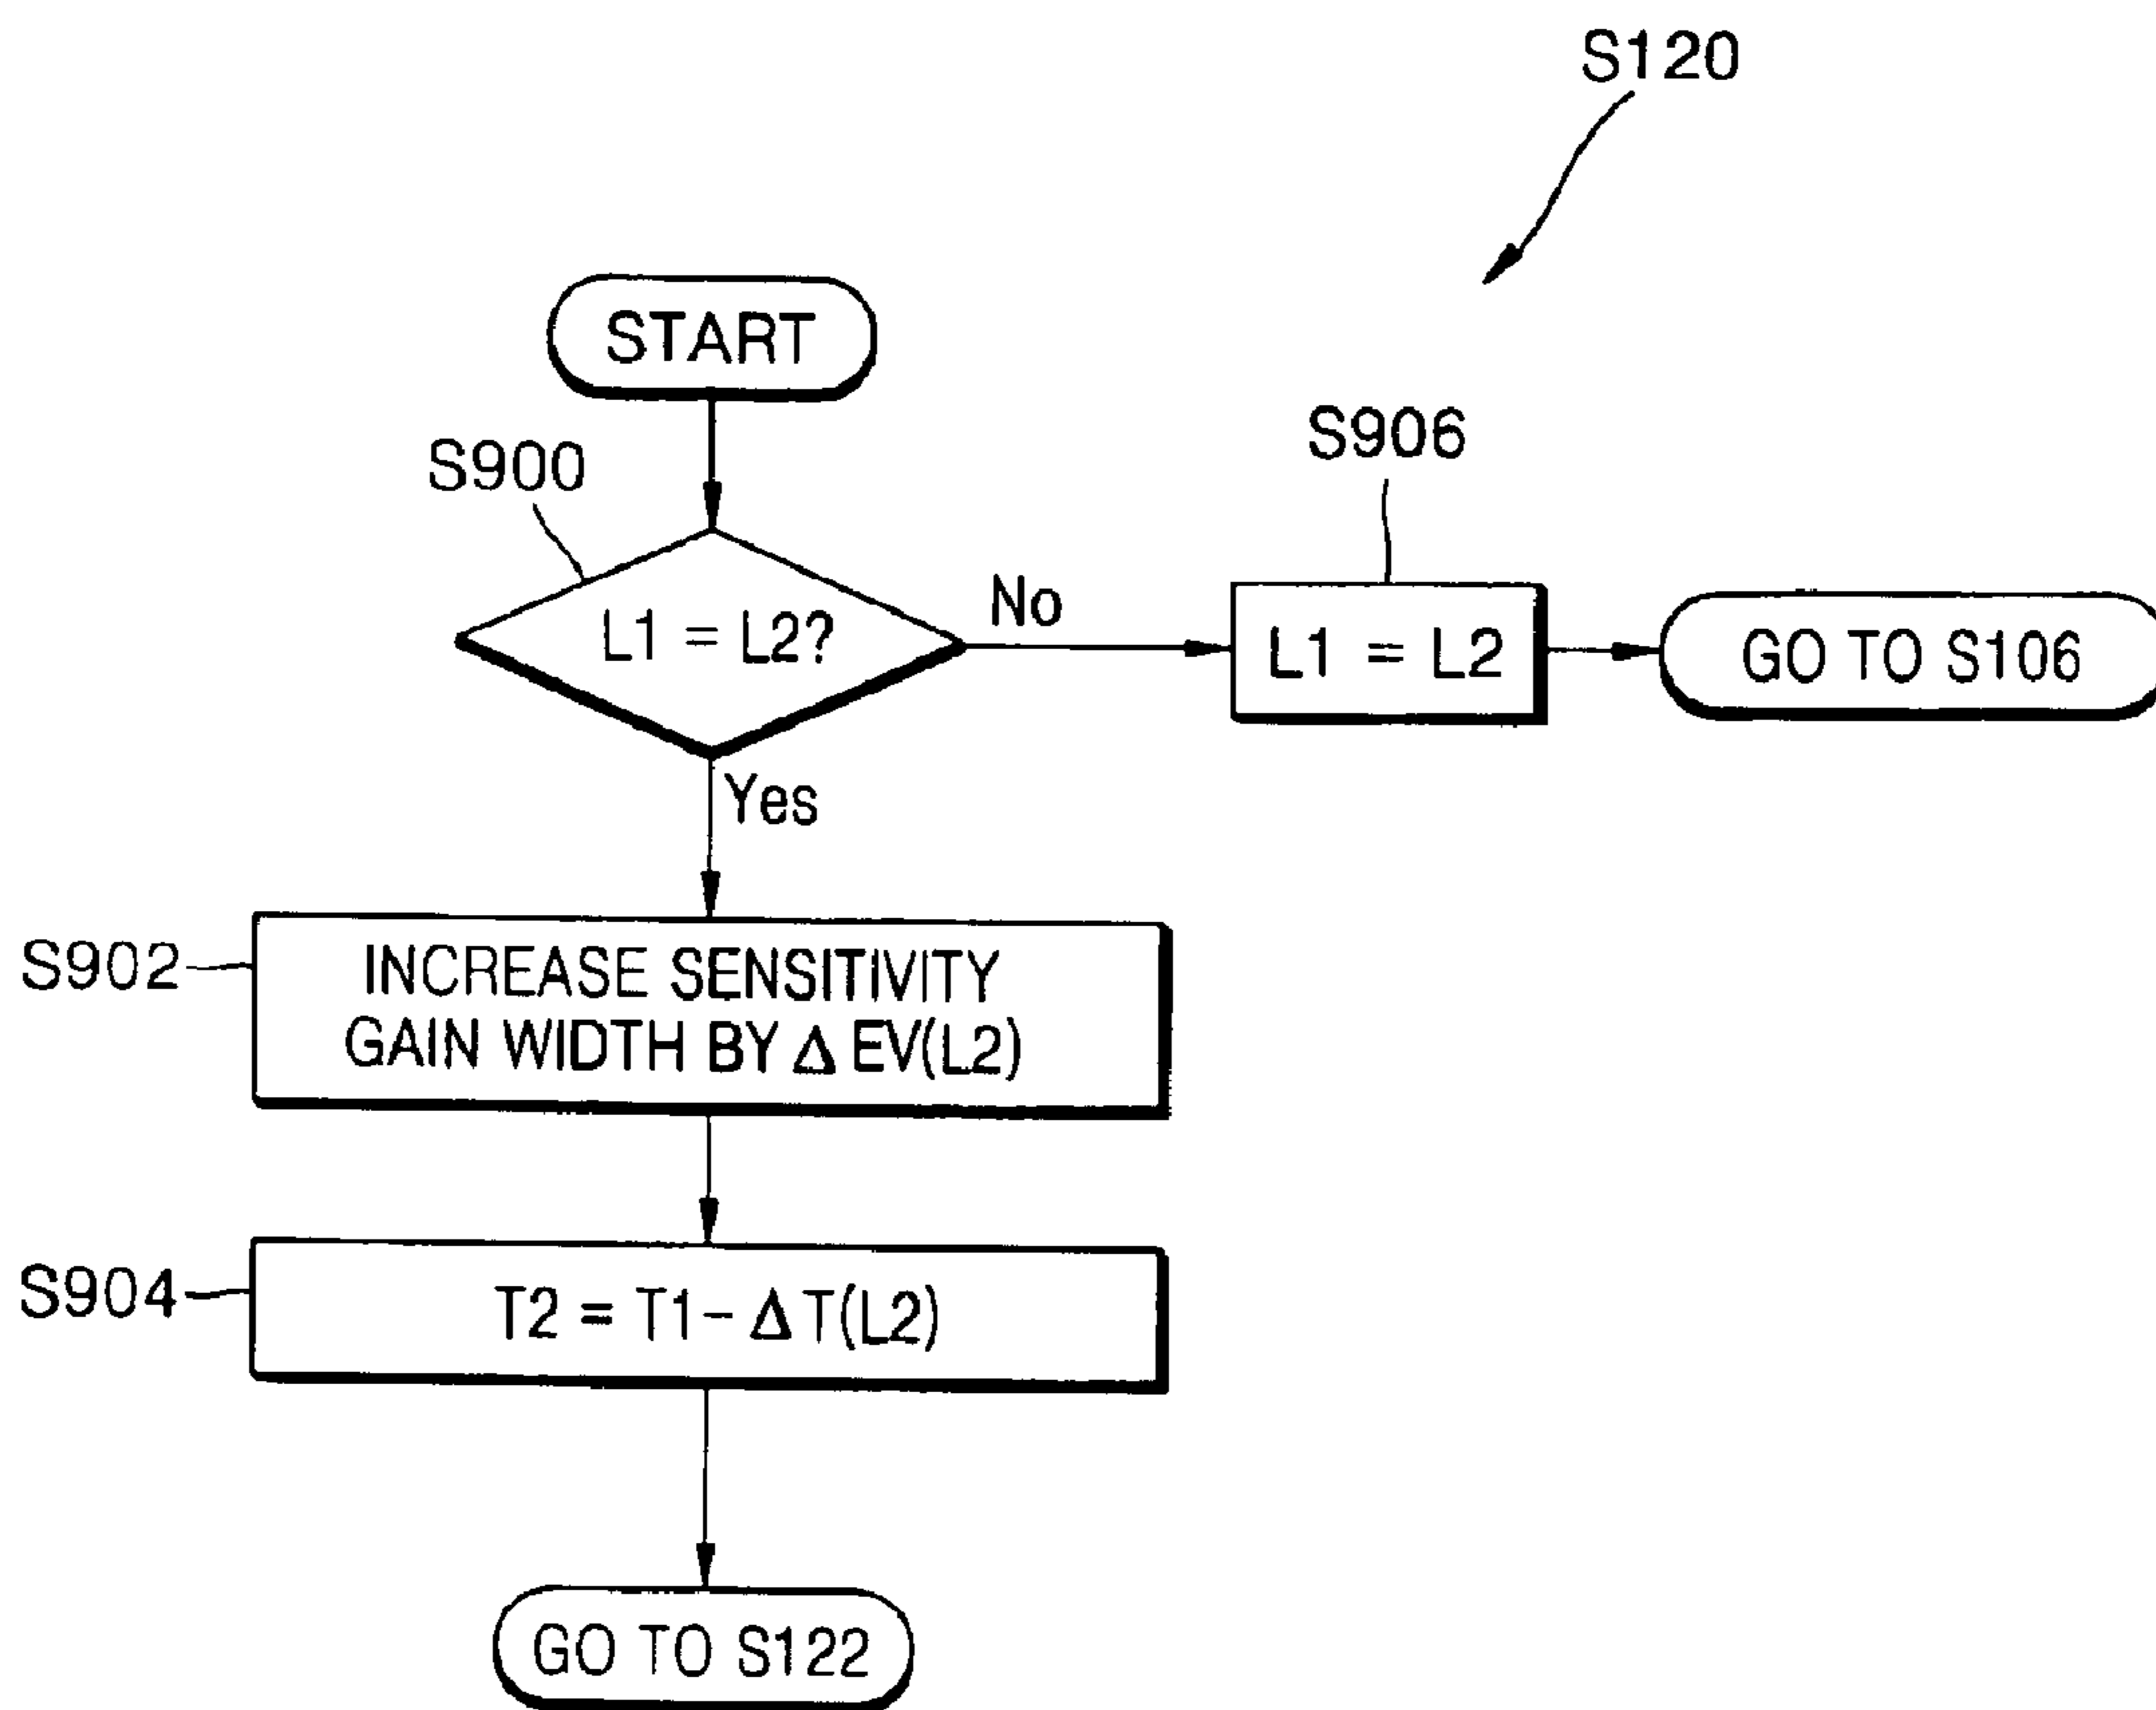 S120
START
S900
S906
L1 = L2?
No
L1 = L2
GO TO S106
Yes
S902
INCREASE SENSITIVITY
GAIN WIDTH BY Δ EV(L2)
S904
T2 = T1- Δ T(L2)
GO TO S122